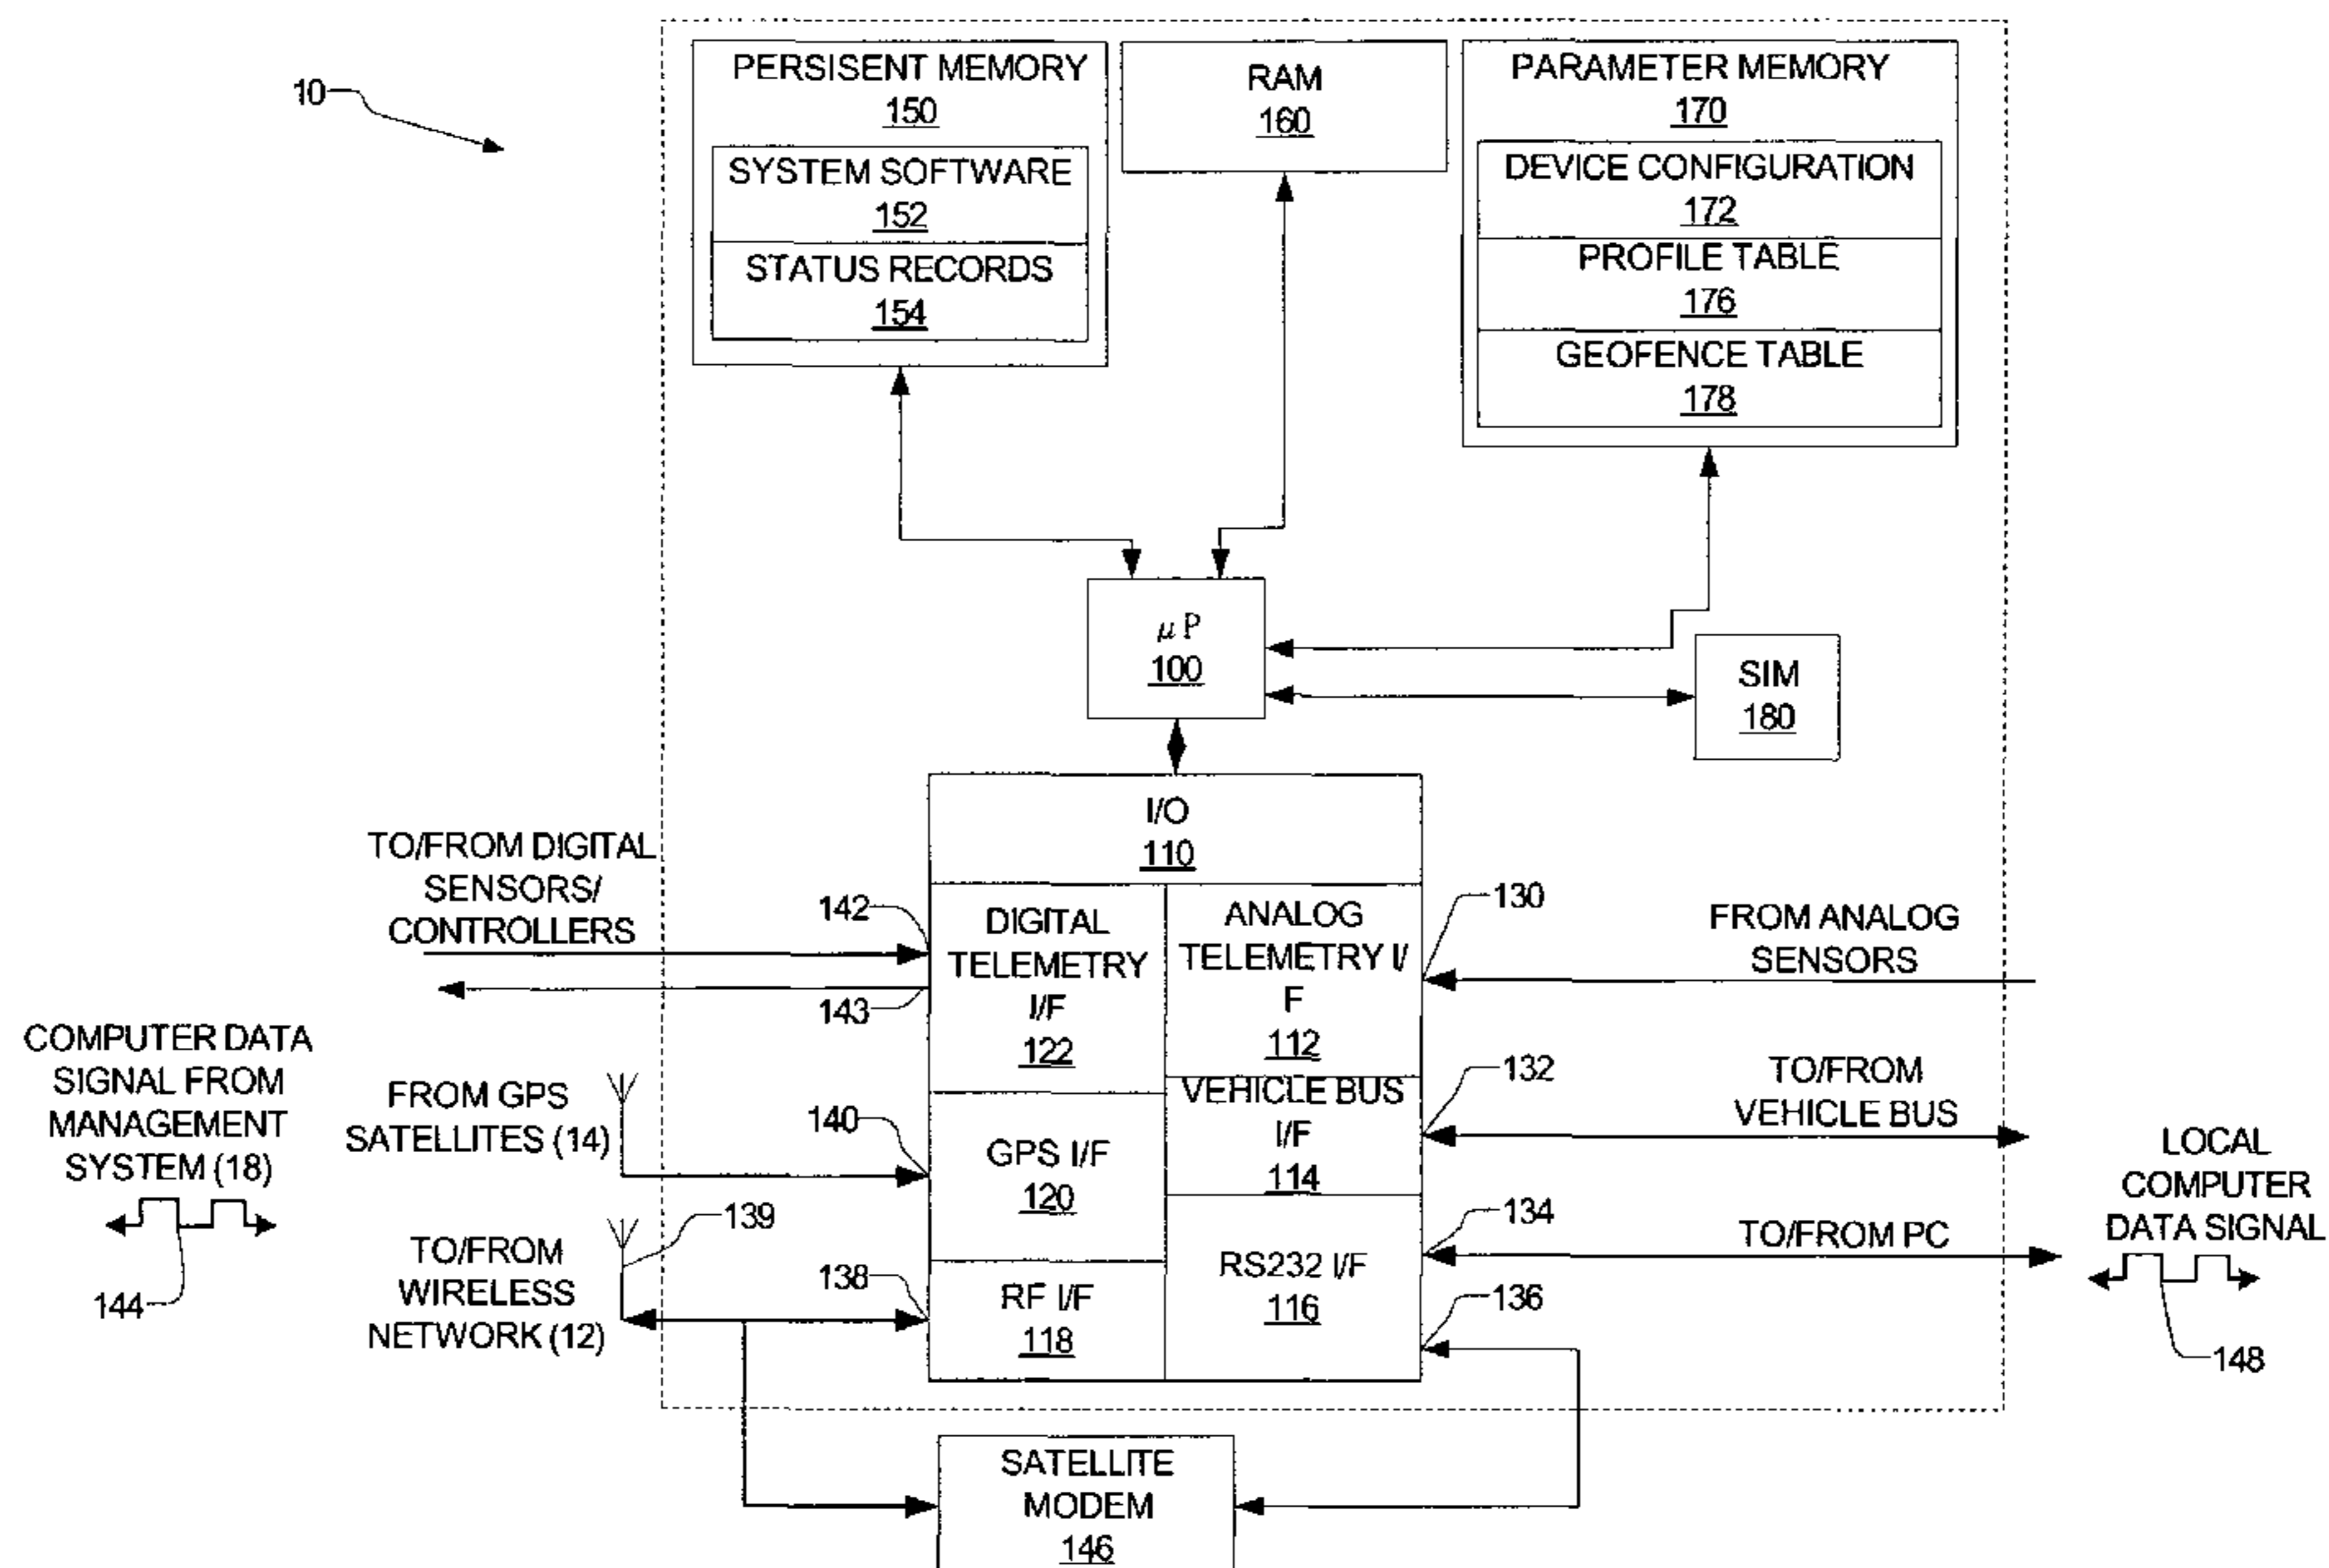 10
PERSISENT MEMORY
150
SYSTEM SOFTWARE
152
STATUS RECORDS
154
RAM
160
PARAMETER MEMORY
170
DEVICE CONFIGURATION
172
PROFILE TABLE
176
GEOFENCE TABLE
178
μP
100
SIM
180
I/O
110
DIGITAL
TELEMETRY
I/F
122
ANALOG
TELEMETRY I/
F
112
GPS I/F
120
VEHICLE BUS
I/F
114
RF I/F
118
RS232 I/F
116
TO/FROM DIGITAL
SENSORS/
CONTROLLERS
142
143
COMPUTER DATA
SIGNAL FROM
MANAGEMENT
SYSTEM (18)
144
FROM GPS
SATELLITES (14)
140
139
TO/FROM
WIRELESS
NETWORK (12)
138
130
FROM ANALOG
SENSORS
132
TO/FROM
VEHICLE BUS
134
TO/FROM PC
136
LOCAL
COMPUTER
DATA SIGNAL
148
SATELLITE
MODEM
146